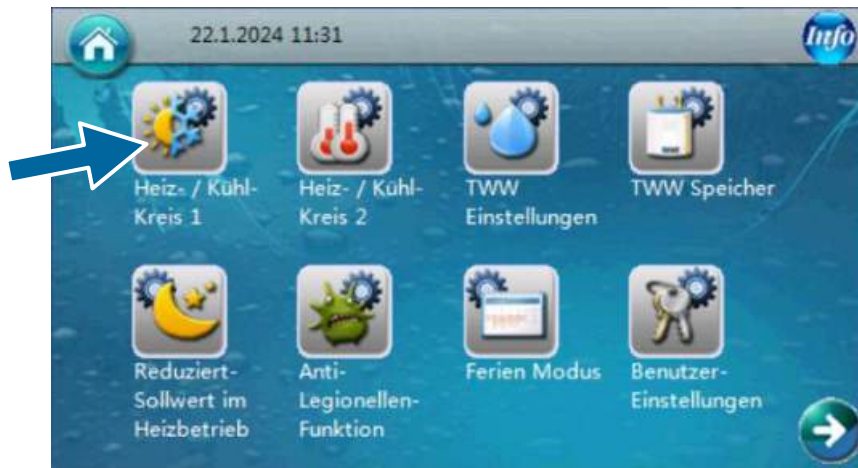 22.1.2024 11:31
Info
Heiz- / Kühl-
Kreis 1
Heiz- / Kühl-
Kreis 2
TWW
Einstellungen
TWW Speicher
Reduziert-
Sollwert im
Heizbetrieb
Anti-
Legionellen-
Funktion
Ferien Modus
Benutzer-
Einstellungen